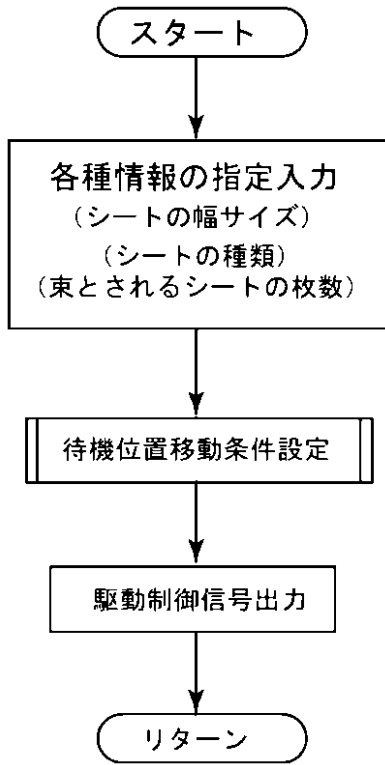 スタート
各種情報の指定入力
(シートの幅サイズ)
(シートの種類)
(束とされるシートの枚数)
待機位置移動条件設定
駆動制御信号出力
リターン